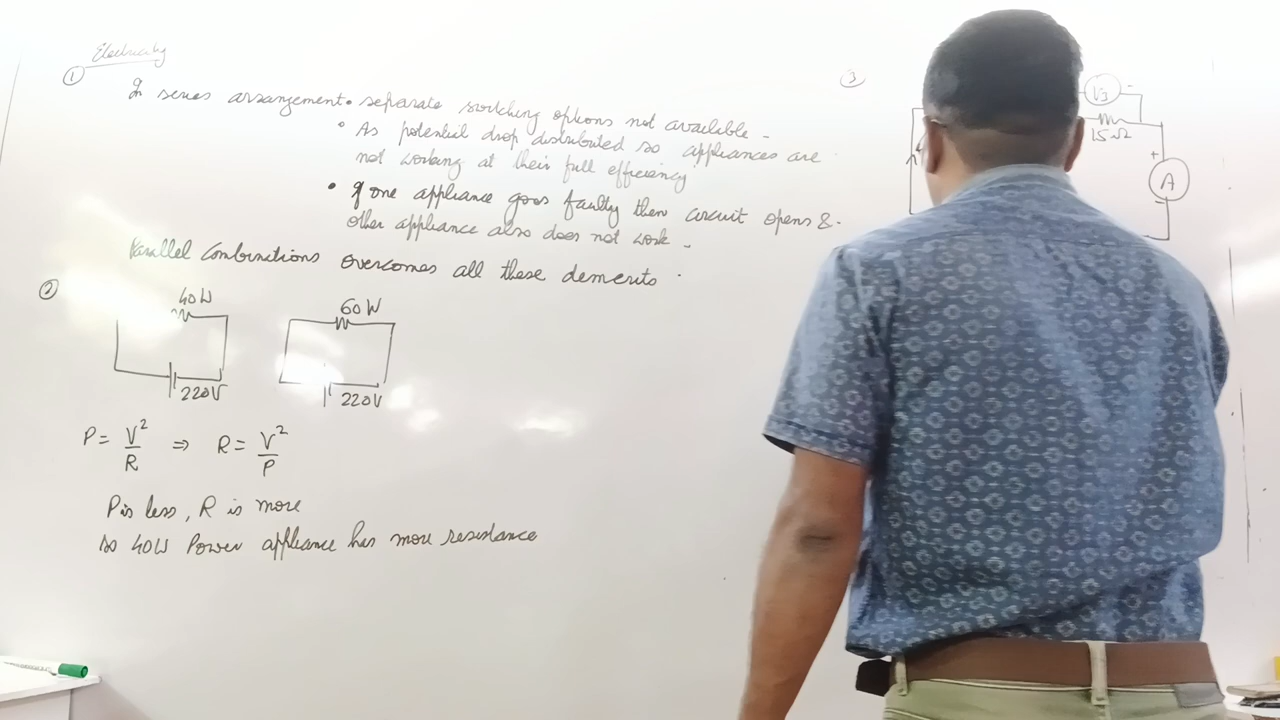 Electricity
① In series arrangement • separate switching options not available -
• As potential drop distributed so appliances are
not working at their full efficiency
• If one appliance goes faulty then circuit opens &
other appliance also does not work -
Parallel Combinations overcomes all these demerits .
②
40W
220V
60W
220V
P = V²/R ⇒ R = V²/P
P is less, R is more
so 40W Power appliance has more resistance
③
V3 -
15Ω
+
A